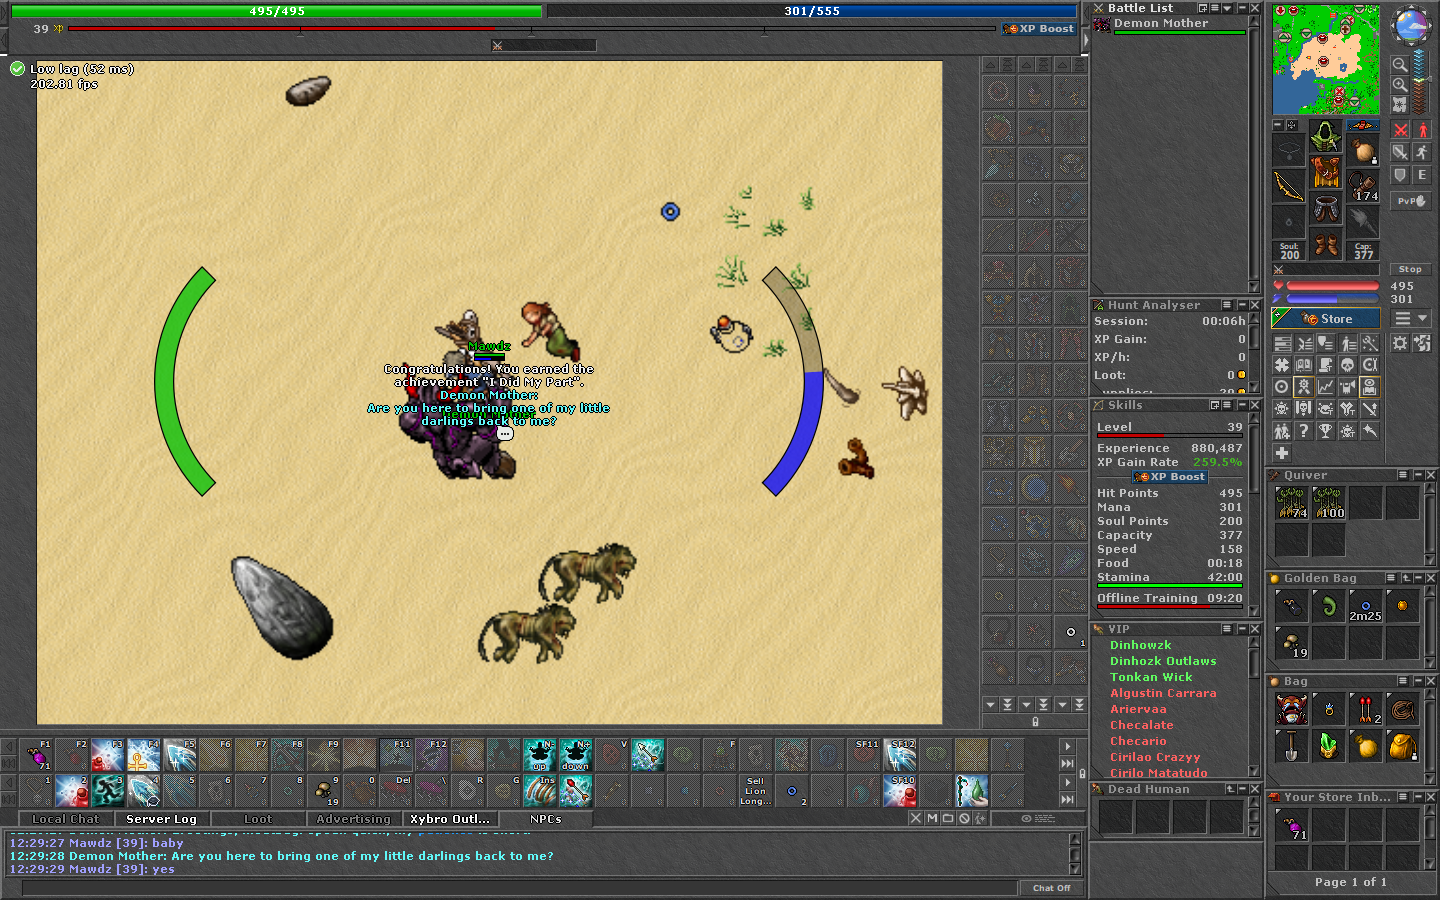 495/495
301/555
39 xp
XP Boost
Low lag (52 ms)
202.81 fps
Mawdz
Congratulations! You earned the
achievement "I Did My Part".
Demon Mother:
Are you here to bring one of my little
darlings back to me?
Battle List
Demon Mother
Hunt Analyser
Session: 00:06h
XP Gain: 0
XP/h: 0
Loot: 0
Skills
Level 39
Experience 880,487
XP Gain Rate 259.5%
XP Boost
Hit Points 495
Mana 301
Soul Points 200
Capacity 377
Speed 158
Food 00:18
Stamina 42:00
Offline Training 09:20
VIP
Dinhowzk
Dinhozk Outlaws
Tonkan Wick
Algustin Carrara
Ariervaa
Checalate
Checario
Cirilao Crazyy
Cirilo Matatudo
Dead Human
174
E
PvP
Soul:
200
Cap:
377
Stop
495
301
Store
Quiver
74 100
Golden Bag
2m25
19
Bag
2
Your Store Inb...
71
Page 1 of 1
1
F1 F2 F3 F4 F5 F6 F7 F8 F9 F11 F12 N- N+ V F SF11 SF12
71 up down
1 2 3 4 5 6 7 8 9 0 Del \ R G Ins SF10
19
Sell
Lion
Long...
2
Local Chat Server Log Loot Advertising Xybro Outl... NPCs
12:29:27 Mawdz [39]: baby
12:29:28 Demon Mother: Are you here to bring one of my little darlings back to me?
12:29:29 Mawdz [39]: yes
Chat Off